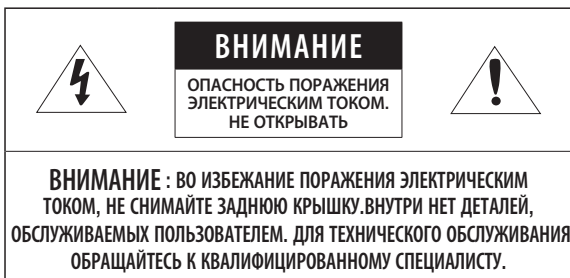 ВНИМАНИЕ
ОПАСНОСТЬ ПОРАЖЕНИЯ
ЭЛЕКТРИЧЕСКИМ ТОКОМ.
НЕ ОТКРЫВАТЬ
ВНИМАНИЕ : ВО ИЗБЕЖАНИЕ ПОРАЖЕНИЯ ЭЛЕКТРИЧЕСКИМ
ТОКОМ, НЕ СНИМАЙТЕ ЗАДНЮЮ КРЫШКУ.ВНУТРИ НЕТ ДЕТАЛЕЙ,
ОБСЛУЖИВАЕМЫХ ПОЛЬЗОВАТЕЛЕМ. ДЛЯ ТЕХНИЧЕСКОГО ОБСЛУЖИВАНИЯ
ОБРАЩАЙТЕСЬ К КВАЛИФИЦИРОВАННОМУ СПЕЦИАЛИСТУ.